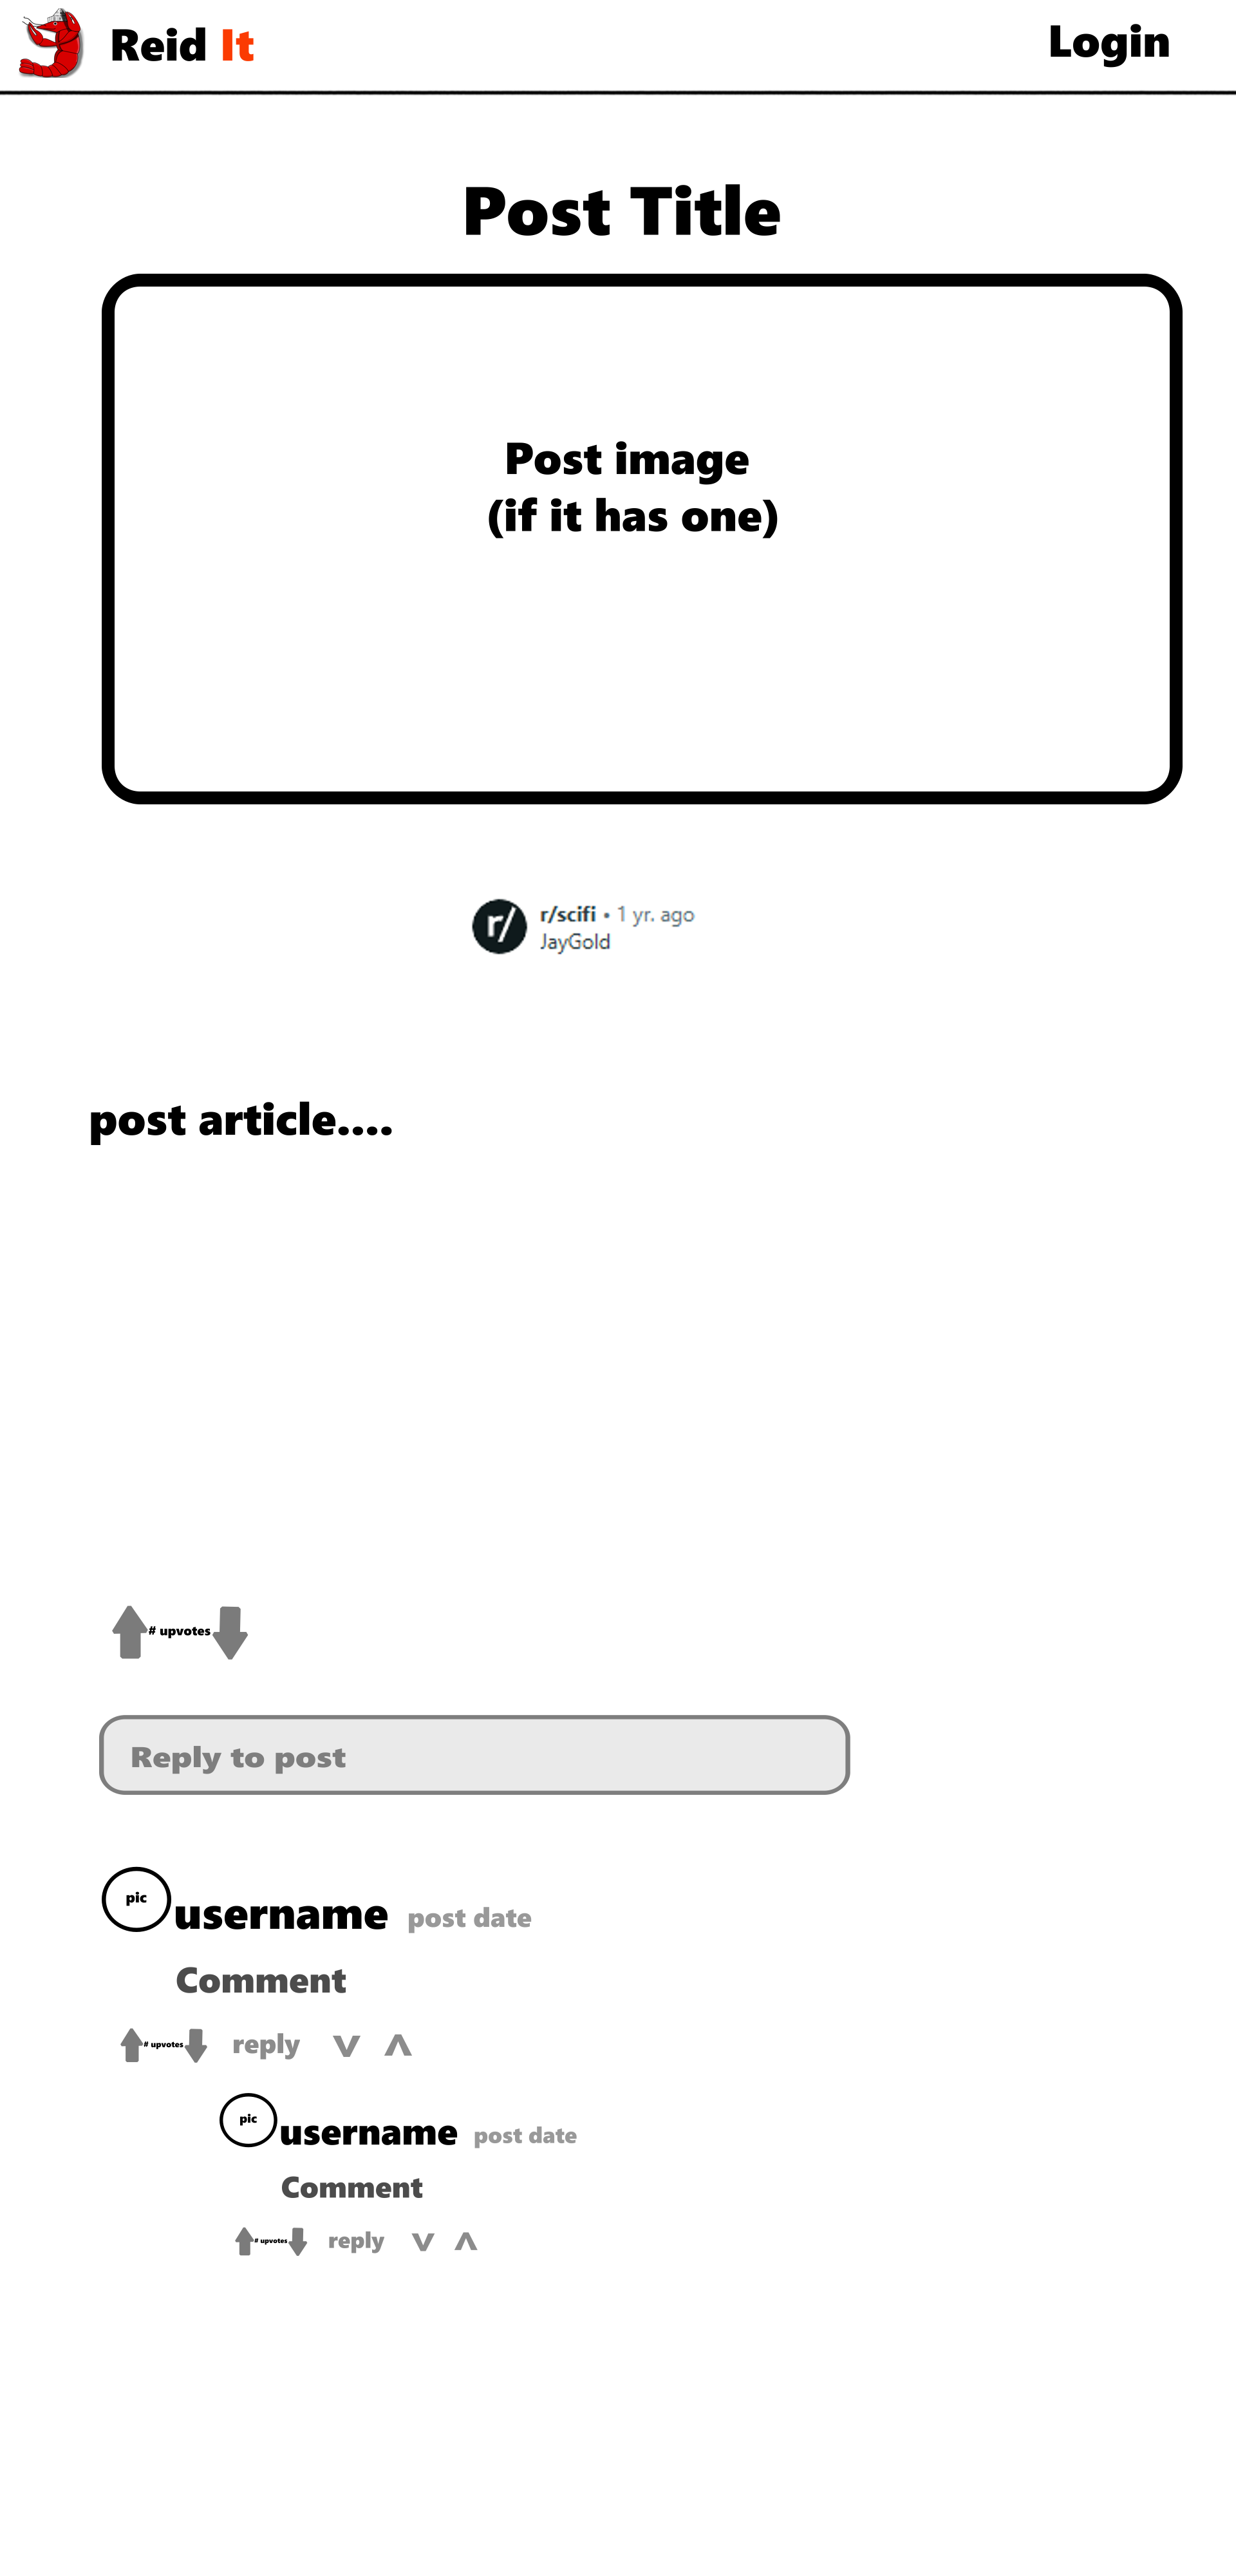 Reid It
Login
Post Title
Post image
(if it has one)
r/
r/scifi • 1 yr. ago
JayGold
post article....
# upvotes
Reply to post
pic
username post date
Comment
# upvotes reply v ʌ
pic
username post date
Comment
# upvotes reply v ʌ